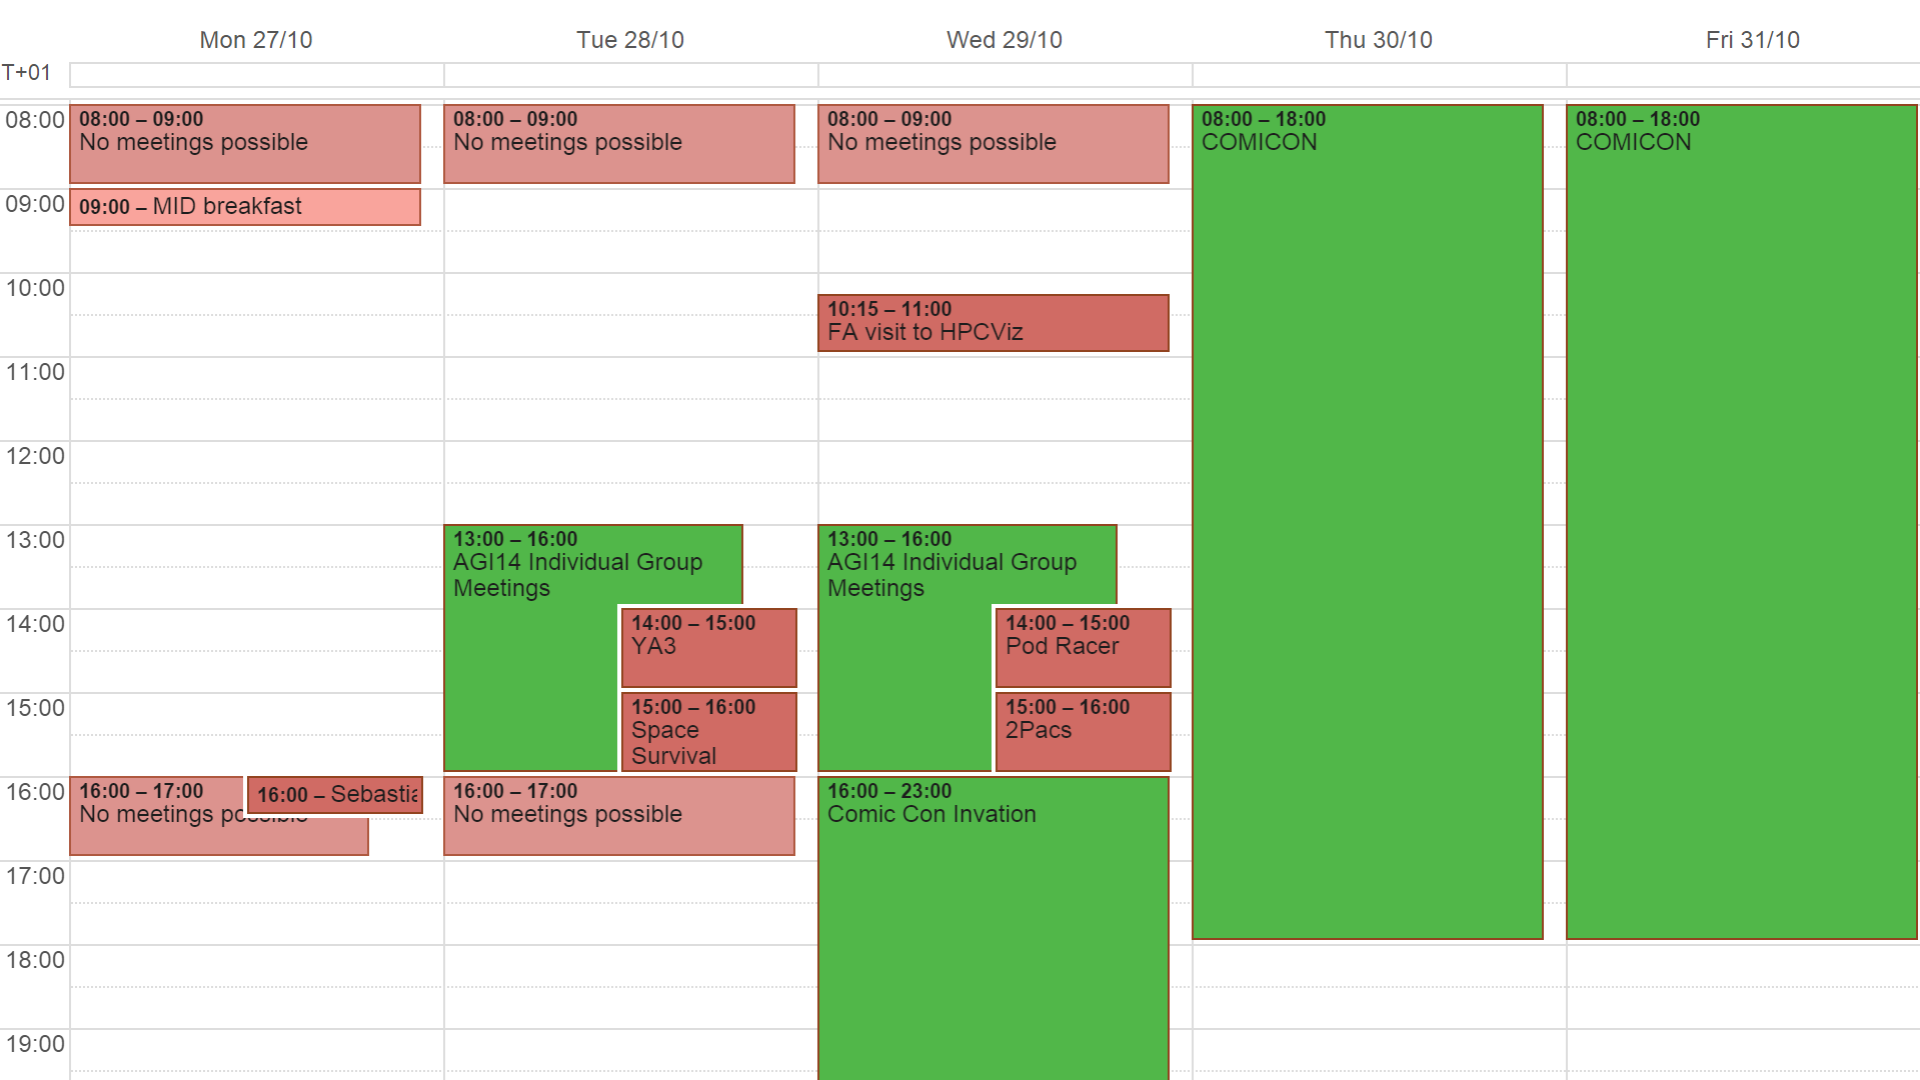 Mon 27/10
Tue 28/10
Wed 29/10
Thu 30/10
Fri 31/10
T+01
08:00
09:00
10:00
11:00
12:00
13:00
14:00
15:00
16:00
17:00
18:00
19:00
08:00 – 09:00
No meetings possible
09:00 – MID breakfast
16:00 – 17:00
No meetings possible
16:00 –
08:00 – 09:00
No meetings possible
13:00 – 16:00
AGI14 Individual Group
Meetings
14:00 – 15:00
YA3
15:00 – 16:00
Space
Survival
16:00 – 17:00
No meetings possible
08:00 – 09:00
No meetings possible
10:15 – 11:00
FA visit to HPCViz
13:00 – 16:00
AGI14 Individual Group
Meetings
14:00 – 15:00
Pod Racer
15:00 – 16:00
2Pacs
16:00 – 23:00
Comic Con Invation
08:00 – 18:00
COMICON
08:00 – 18:00
COMICON